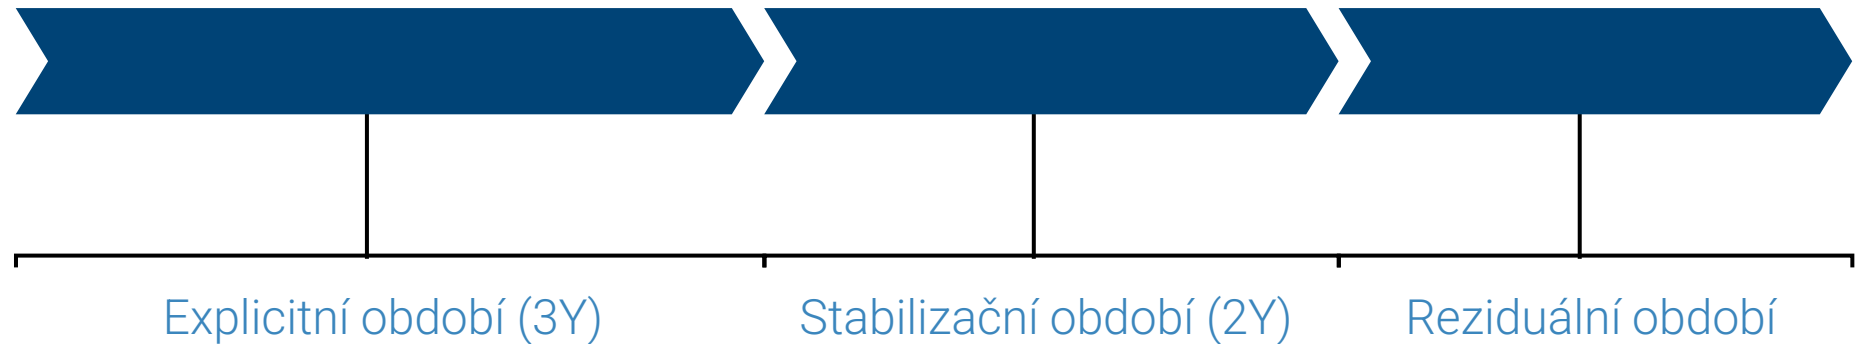 Explicitní období (3Y)
Stabilizační období (2Y)
Reziduální období